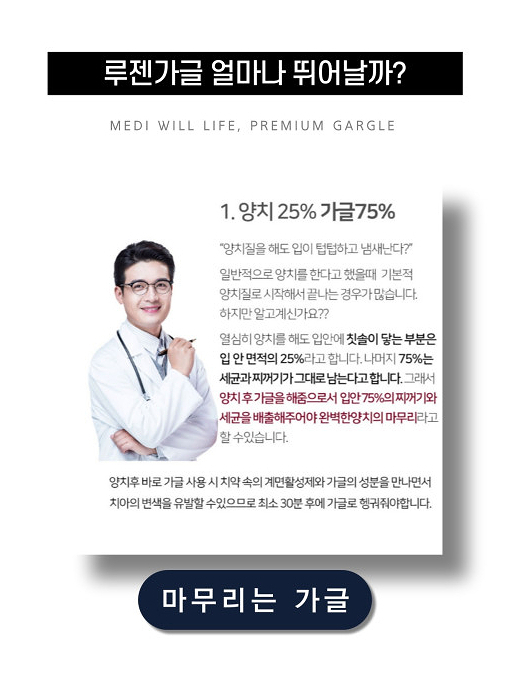 루젠가글 얼마나 뛰어날까?
MEDI WILL LIFE, PREMIUM GARGLE
1. 양치 25% 가글75%
"양치질을 해도 입이 텁텁하고 냄새난다?"
일반적으로 양치를 한다고 했을때 기본적
양치질로 시작해서 끝나는 경우가 많습니다.
하지만 알고계신가요??
열심히 양치를 해도 입안에 칫솔이 닿는 부분은
입 안 면적의 25%라고 합니다. 나머지 75%는
세균과 찌꺼기가 그대로 남는다고 합니다. 그래서
양치 후 가글을 해줌으로서 입안 75%의 찌꺼기와
세균을 배출해주어야 완벽한양치의 마무리라고
할 수있습니다.
양치후 바로 가글 사용 시 치약 속의 계면활성제와 가글의 성분을 만나면서
치아의 변색을 유발할 수있으므로 최소 30분 후에 가글로 헹궈줘야합니다.
마무리는 가글